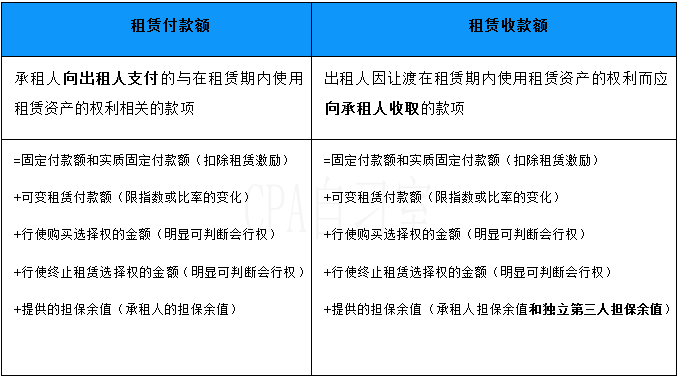 租赁付款额
租赁收款额
承租人向出租人支付的与在租赁期内使用
租赁资产的权利相关的款项
出租人因让渡在租赁期内使用租赁资产的权利而应
向承租人收取的款项
=固定付款额和实质固定付款额（扣除租赁激励）
+可变租赁付款额（限指数或比率的变化）
+行使购买选择权的金额（明显可判断会行权）
+行使终止租赁选择权的金额（明显可判断会行权）
+提供的担保余值（承租人的担保余值）
=固定付款额和实质固定付款额（扣除租赁激励）
+可变租赁付款额（限指数或比率的变化）
+行使购买选择权的金额（明显可判断会行权）
+行使终止租赁选择权的金额（明显可判断会行权）
+提供的担保余值（承租人担保余值和独立第三人担保余值）
CPA自习室